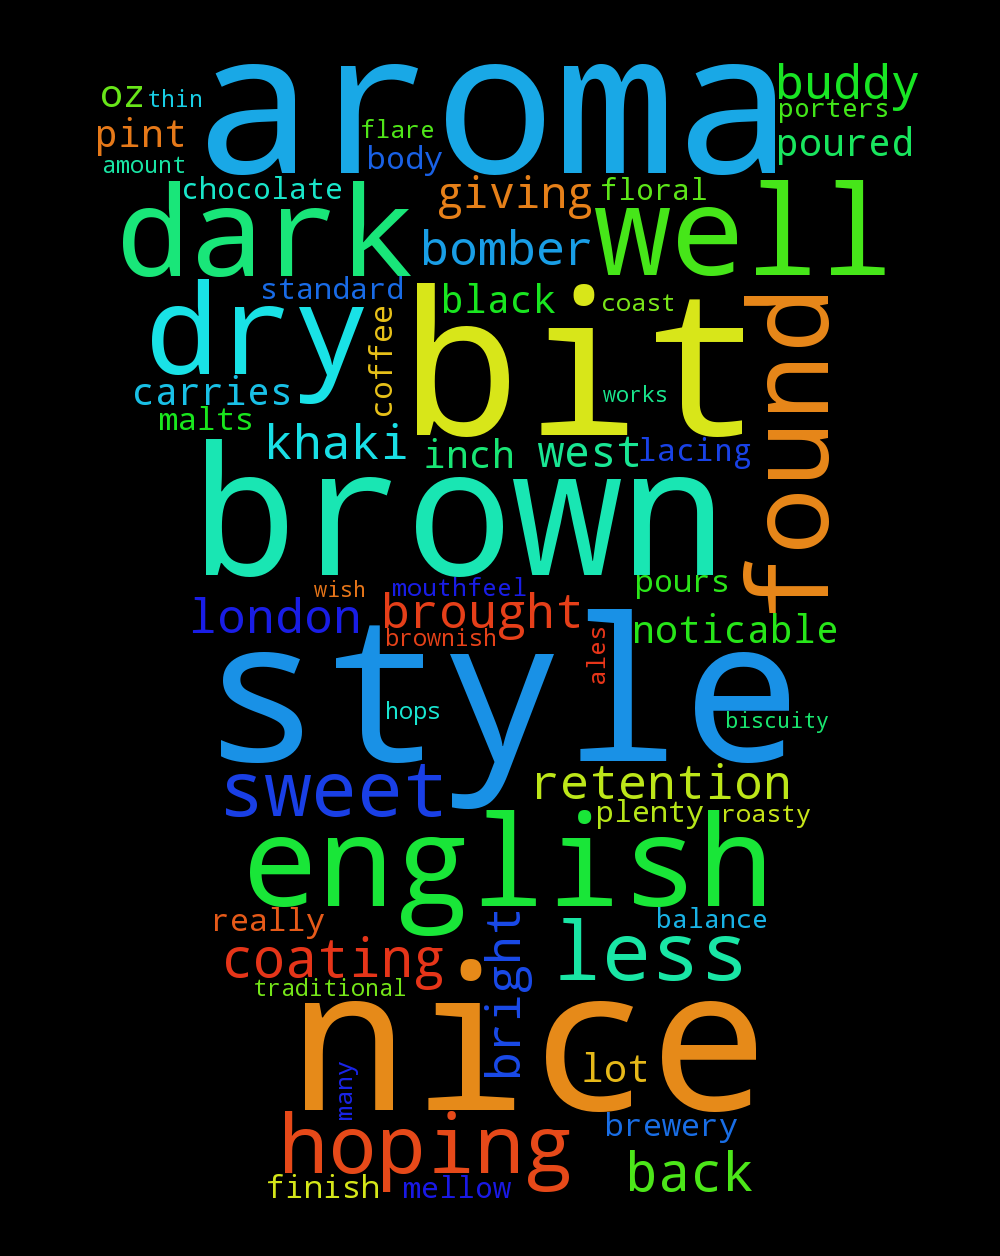 aroma
buddy
oz
thin
porters
pint
flare
poured
amount
body
chocolate
giving
floral
dark
well
bomber
standard
black
coast
dry
bit
found
coffee
carries
works
malts
khaki
inch
west
lacing
brown
wish
mouthfeel
pours
london
brought
noticable
brownish
ales
style
hops
biscuity
sweet
retention
plenty
roasty
english
really
balance
coating
bright
less
traditional
nice
lot
many
hoping
brewery
back
finish
mellow